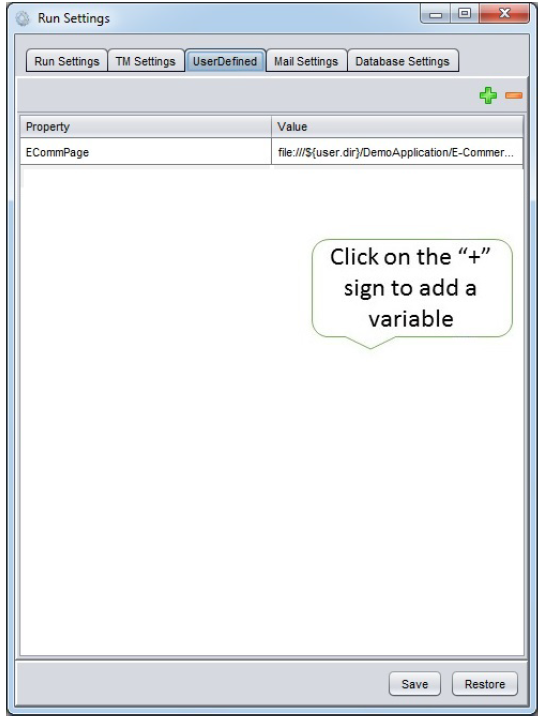 Run Settings
Run Settings TM Settings UserDefined Mail Settings Database Settings
Property Value
ECommPage file:///${user.dir}/DemoApplication/E-Commer...
Click on the “+”
sign to add a
variable
Save Restore